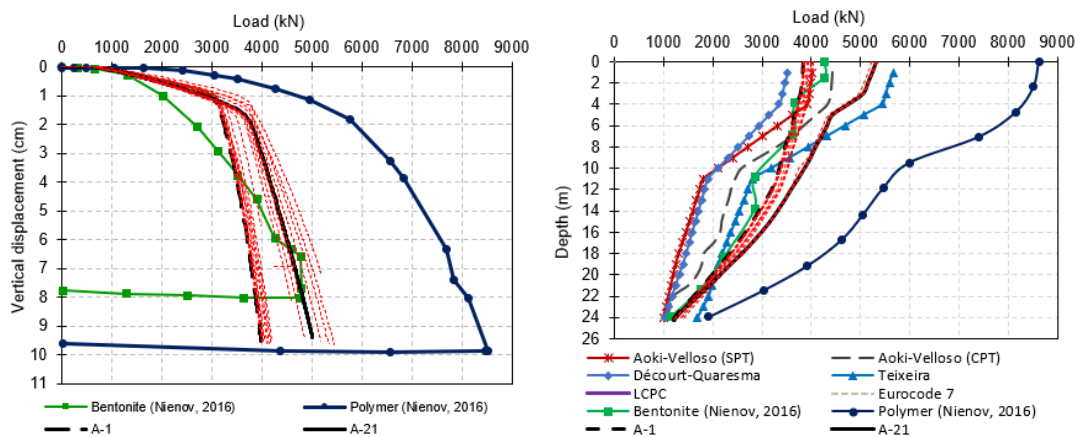 Load (kN)
0 1000 2000 3000 4000 5000 6000 7000 8000 9000
Vertical displacement (cm)
0
1
2
3
4
5
6
7
8
9
10
11
Bentonite (Nienov, 2016)
Polymer (Nienov, 2016)
A-1
A-21
Load (kN)
0 1000 2000 3000 4000 5000 6000 7000 8000 9000
Depth (m)
0
2
4
6
8
10
12
14
16
18
20
22
24
26
Aoki-Velloso (SPT)
Aoki-Velloso (CPT)
Décourt-Quaresma
Teixeira
LCPC
Eurocode 7
Bentonite (Nienov, 2016)
Polymer (Nienov, 2016)
A-1
A-21